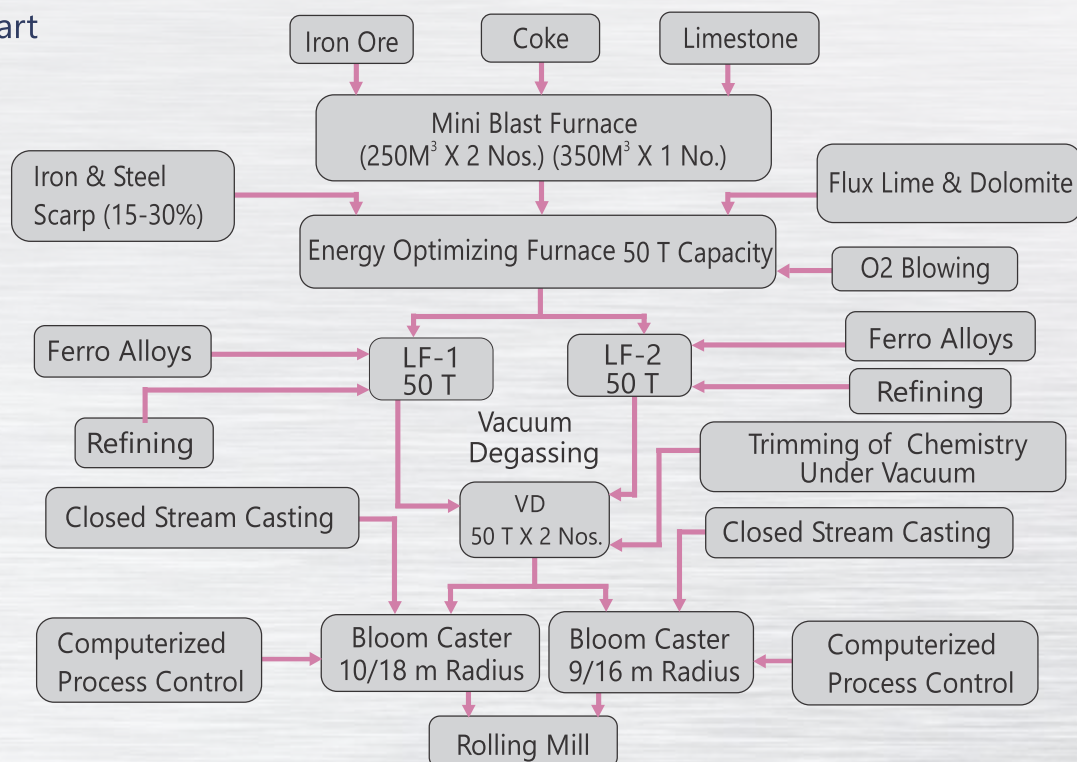 art
Iron Ore
Coke
Limestone
Mini Blast Furnace
(250M³ X 2 Nos.) (350M³ X 1 No.)
Iron & Steel
Scarp (15-30%)
Flux Lime & Dolomite
Energy Optimizing Furnace 50 T Capacity
O2 Blowing
Ferro Alloys
LF-1
50 T
LF-2
50 T
Ferro Alloys
Refining
Refining
Vacuum
Degassing
Trimming of Chemistry
Under Vacuum
VD
50 T X 2 Nos.
Closed Stream Casting
Closed Stream Casting
Computerized
Process Control
Bloom Caster
10/18 m Radius
Bloom Caster
9/16 m Radius
Computerized
Process Control
Rolling Mill